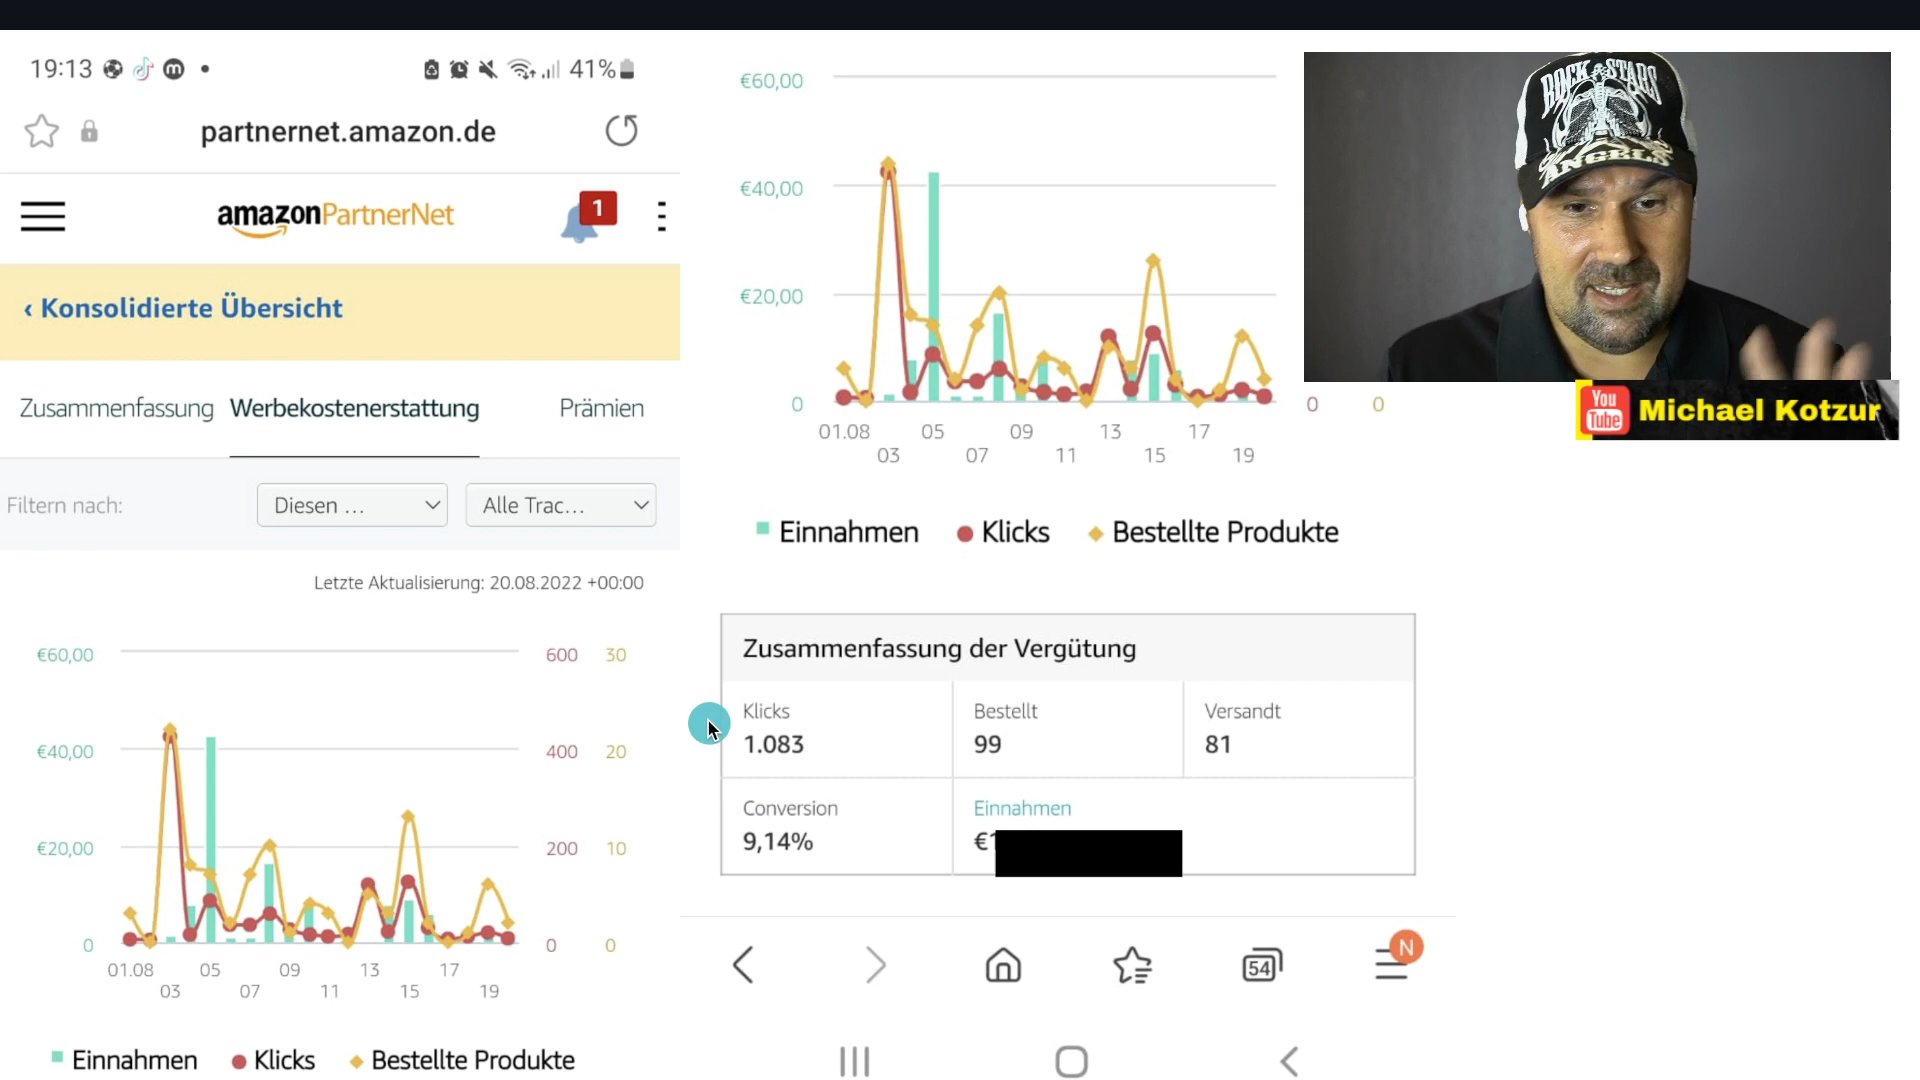 19:13
41%
partnernet.amazon.de
amazonPartnerNet
1
‹ Konsolidierte Übersicht
Zusammenfassung Werbekostenerstattung Prämien
Filtern nach: Diesen ... Alle Trac...
Letzte Aktualisierung: 20.08.2022 +00:00
€60,00 600 30
€40,00 400 20
€20,00 200 10
0 0 0
01.08 05 09 13 17
03 07 11 15 19
Einnahmen Klicks Bestellte Produkte
€60,00
€40,00
€20,00
0 0 0
01.08 05 09 13 17
03 07 11 15 19
Einnahmen Klicks Bestellte Produkte
Zusammenfassung der Vergütung
Klicks Bestellt Versandt
1.083 99 81
Conversion Einnahmen
9,14% €1
54
N
ROCK STARS
ANGELS
You
Tube
Michael Kotzur